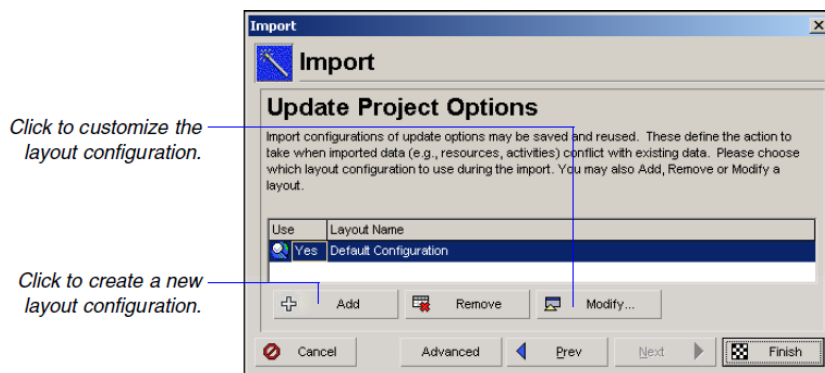 Import
Import
Update Project Options
Click to customize the
layout configuration.
Import configurations of update options may be saved and reused. These define the action to
take when imported data (e.g., resources, activities) conflict with existing data. Please choose
which layout configuration to use during the import. You may also Add, Remove or Modify a
layout.
Use Layout Name
Yes Default Configuration
Click to create a new
layout configuration.
Add Remove Modify...
Cancel Advanced Prev Next Finish